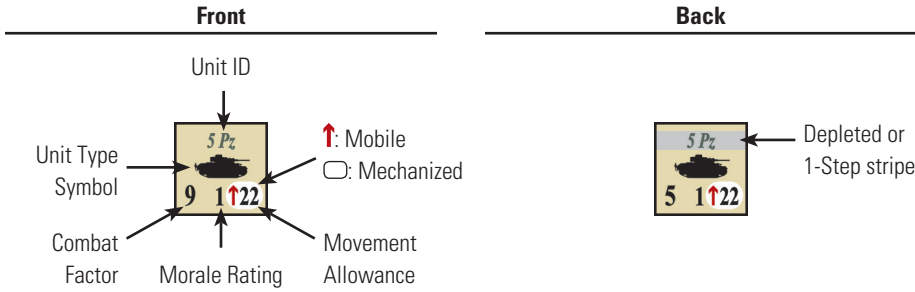 Front
Back
Unit ID
5 Pz
9 1↑22
Unit Type
Symbol
↑: Mobile
: Mechanized
Combat
Factor
Morale Rating
Movement
Allowance
5 Pz
5 1↑22
Depleted or
1-Step stripe